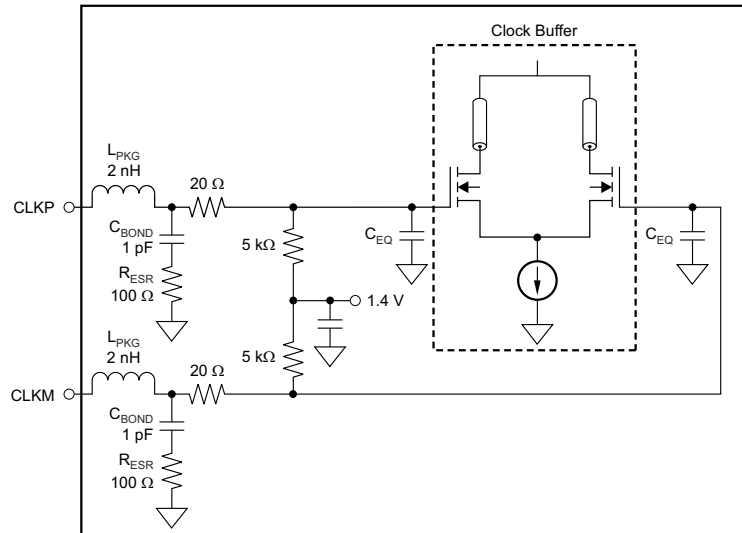 Clock Buffer
L_PKG
2 nH
20 Ω
CLKP
C_BOND
1 pF
5 kΩ
C_EQ
C_EQ
R_ESR
100 Ω
1.4 V
L_PKG
2 nH
5 kΩ
20 Ω
CLKM
C_BOND
1 pF
R_ESR
100 Ω